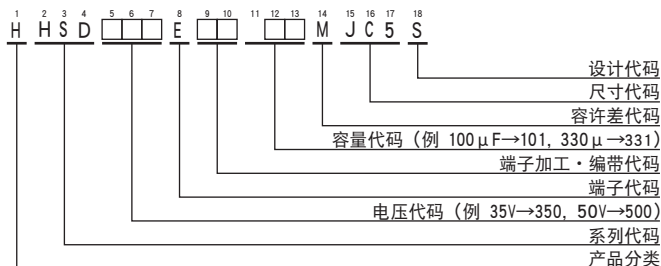 1 2 3 4 5 6 7 8 9 10 11 12 13 14 15 16 17 18
H H S D E M J C 5 S
设计代码
尺寸代码
容许差代码
容量代码（例 100μF→101, 330μ→331）
端子加工・编带代码
端子代码
电压代码（例 35V→350, 50V→500）
系列代码
产品分类